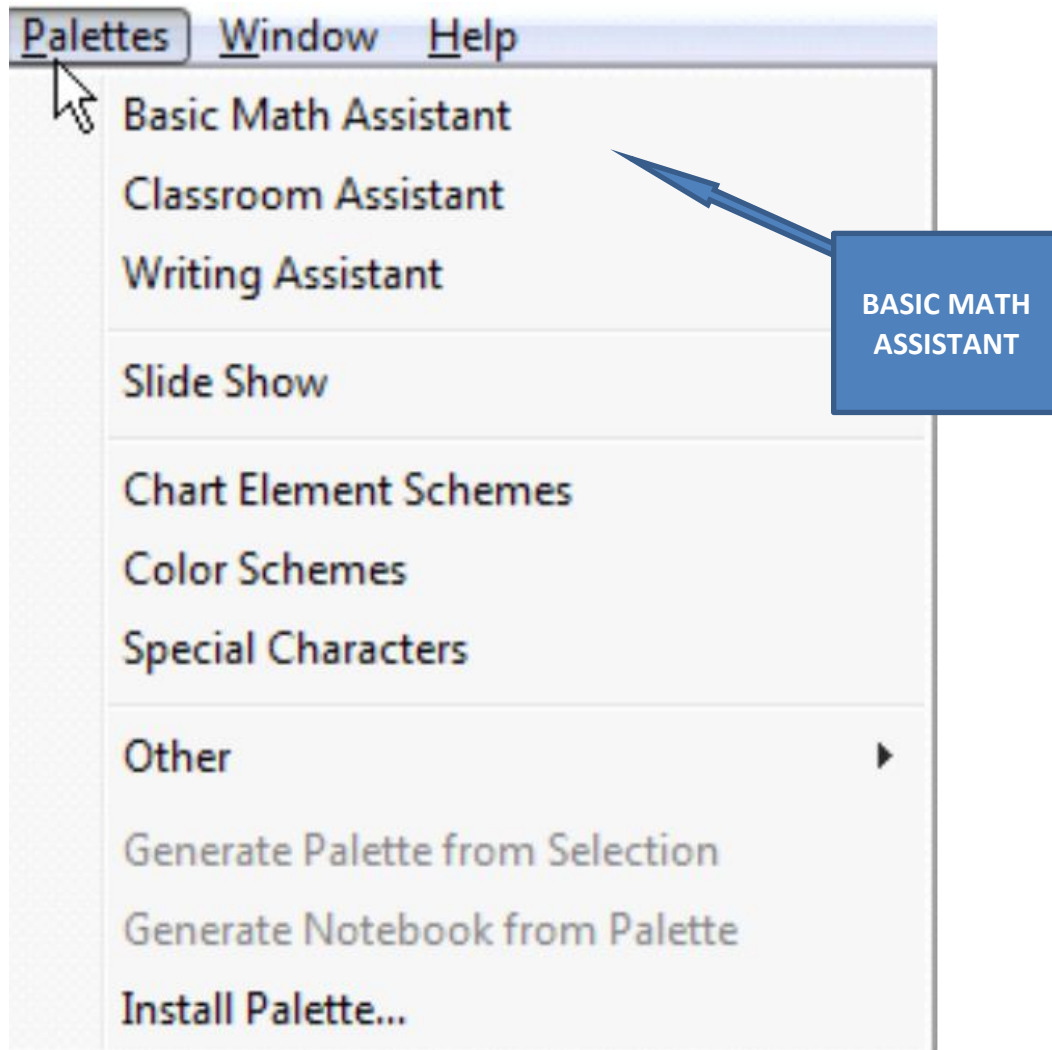 Palettes Window Help
Basic Math Assistant
Classroom Assistant
Writing Assistant
BASIC MATH
ASSISTANT
Slide Show
Chart Element Schemes
Color Schemes
Special Characters
Other
Generate Palette from Selection
Generate Notebook from Palette
Install Palette...